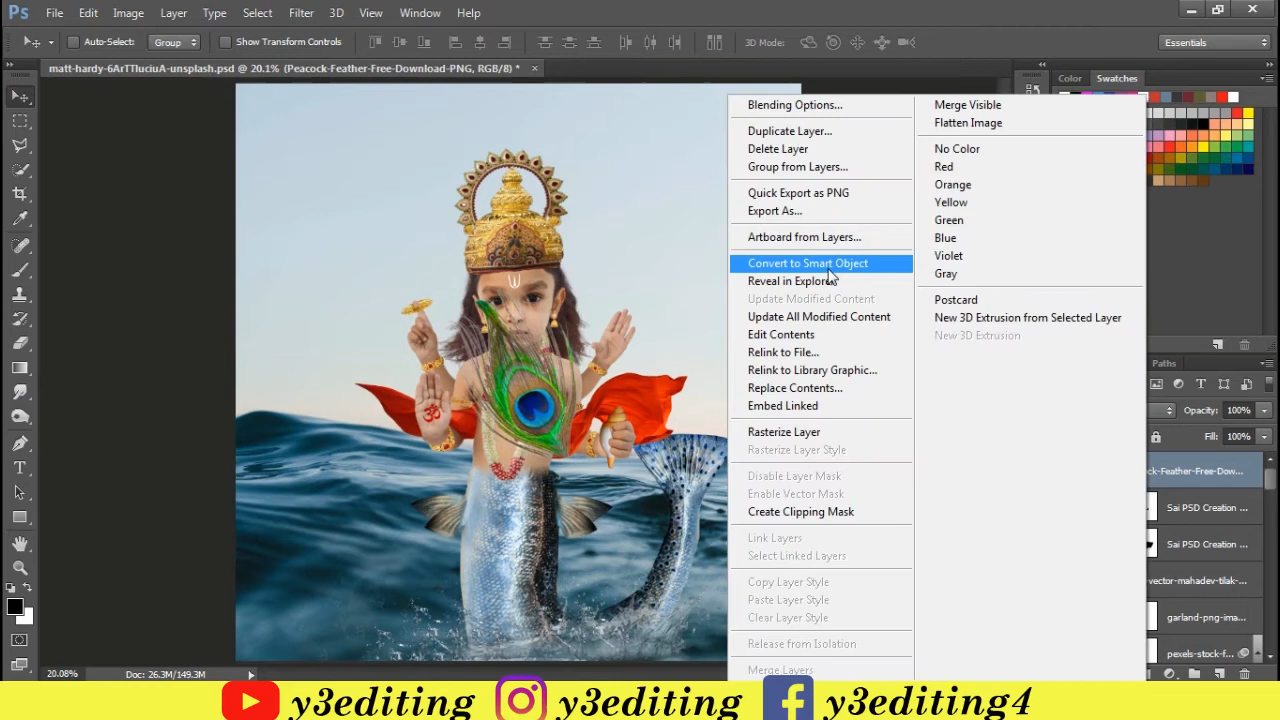 Ps File Edit Image Layer Type Select Filter 3D View Window Help
Auto-Select: Group Show Transform Controls 3D Mode: Essentials
matt-hardy-6ArTTluciuA-unsplash.psd @ 20.1% (Peacock-Feather-Free-Download-PNG, RGB/8) * ×
Color Swatches
Blending Options...
Duplicate Layer...
Delete Layer
Group from Layers...
Quick Export as PNG
Export As...
Artboard from Layers...
Convert to Smart Object
Reveal in Explorer
Update Modified Content
Update All Modified Content
Edit Contents
Relink to File...
Relink to Library Graphic...
Replace Contents...
Embed Linked
Rasterize Layer
Rasterize Layer Style
Disable Layer Mask
Enable Vector Mask
Create Clipping Mask
Link Layers
Select Linked Layers
Copy Layer Style
Paste Layer Style
Clear Layer Style
Release from Isolation
Merge Layers
Merge Visible
Flatten Image
No Color
Red
Orange
Yellow
Green
Blue
Violet
Gray
Postcard
New 3D Extrusion from Selected Layer
New 3D Extrusion
Paths
Opacity: 100%
Fill: 100%
ck-Feather-Free-Dow...
Sai PSD Creation ...
Sai PSD Creation ...
vector-mahadev-tilak-...
garland-png-ima...
pexels-stock-f...
ॐ
20.08% Doc: 26.3M/149.3M
y3editing y3editing y3editing4